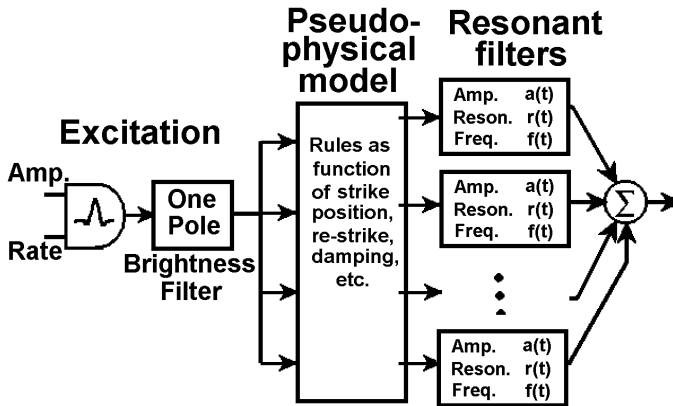 Excitation
Amp.
Rate
One
Pole
Brightness
Filter
Pseudo-
physical
model
Rules as
function
of strike
position,
re-strike,
damping,
etc.
Resonant
filters
Amp. a(t)
Reson. r(t)
Freq. f(t)
Amp. a(t)
Reson. r(t)
Freq. f(t)
Amp. a(t)
Reson. r(t)
Freq. f(t)
Σ